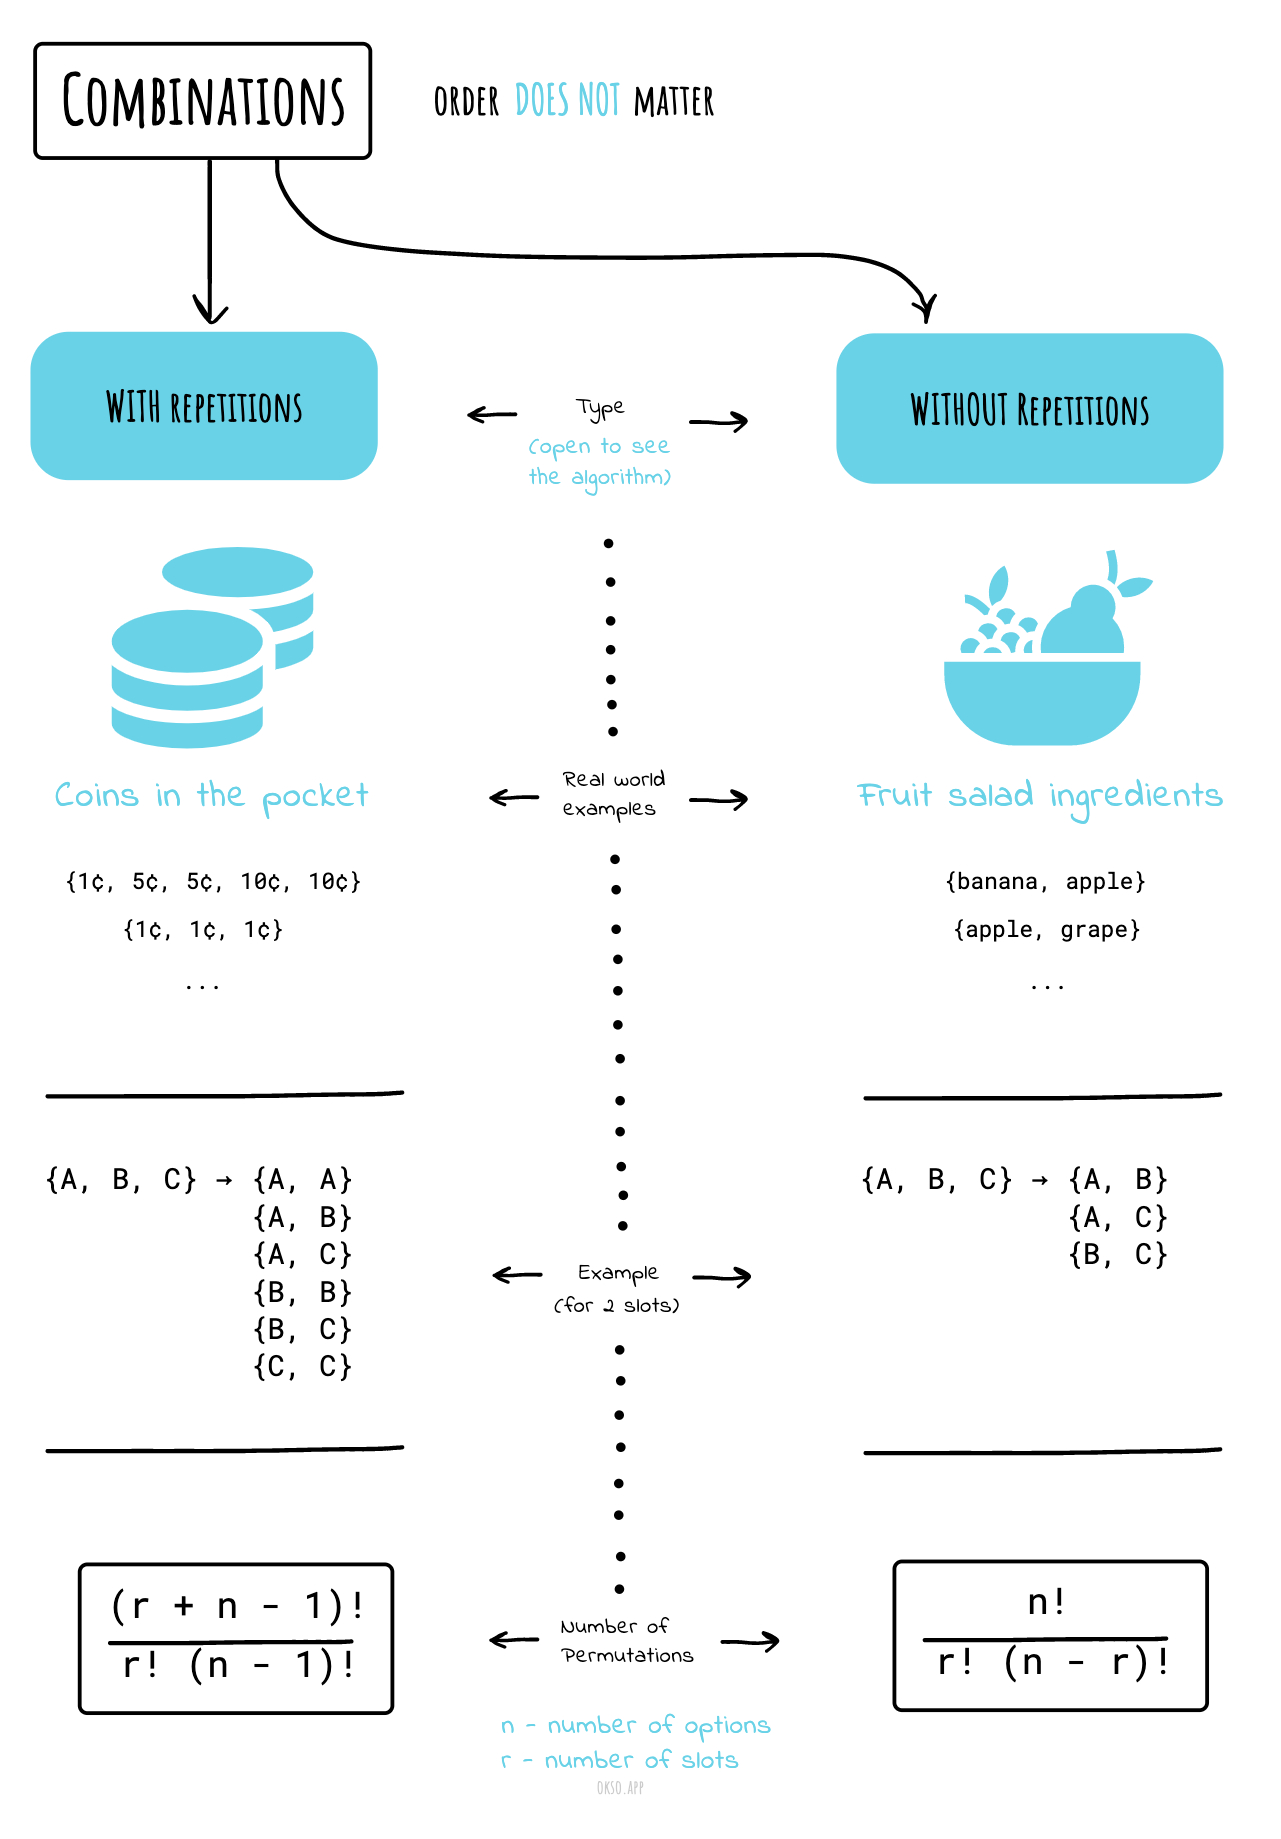 COMBINATIONS
ORDER DOES NOT MATTER
WITH REPETITIONS
Type
(open to see
the algorithm)
WITHOUT REPETITIONS
Coins in the pocket
Real world
examples
Fruit salad ingredients
{1¢, 5¢, 5¢, 10¢, 10¢}
{1¢, 1¢, 1¢}
...
{banana, apple}
{apple, grape}
...
{A, B, C} → {A, A}
{A, B}
{A, C}
{B, B}
{B, C}
{C, C}
Example
(for 2 slots)
{A, B, C} → {A, B}
{A, C}
{B, C}
(r + n - 1)!
r! (n - 1)!
Number of
Permutations
n!
r! (n - r)!
n - number of options
r - number of slots
OKSO.APP